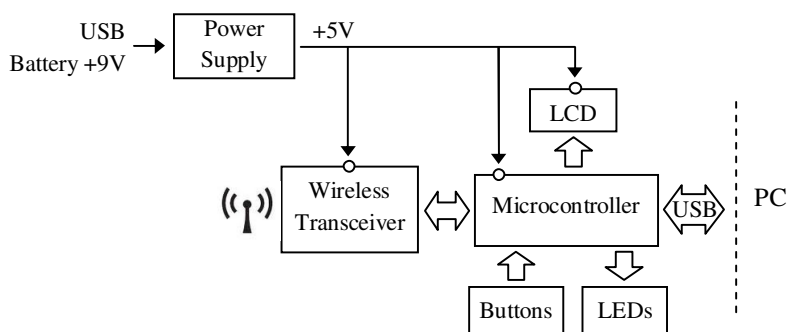 USB
Battery +9V
Power
Supply
+5V
LCD
Wireless
Transceiver
Microcontroller
USB
PC
Buttons
LEDs